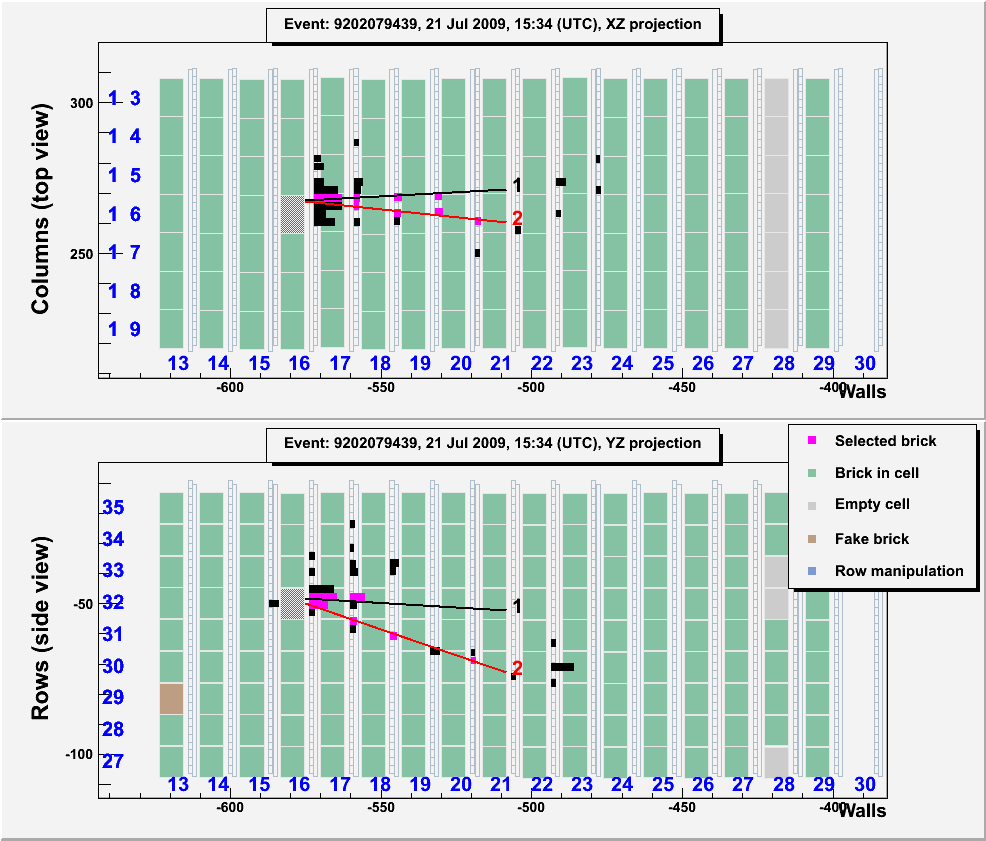 Event: 9202079439, 21 Jul 2009, 15:34 (UTC), XZ projection
Columns (top view)
300
250
1 3
1 4
1 5
1 6
1 7
1 8
1 9
1
2
13 14 15 16 17 18 19 20 21 22 23 24 25 26 27 28 29 30
-600 -550 -500 -450 -400
Walls
Event: 9202079439, 21 Jul 2009, 15:34 (UTC), YZ projection
Selected brick
Brick in cell
Empty cell
Fake brick
Row manipulation
Rows (side view)
-50
-100
35
34
33
32
31
30
29
28
27
1
2
13 14 15 16 17 18 19 20 21 22 23 24 25 26 27 28 29 30
-600 -550 -500 -450 -400
Walls